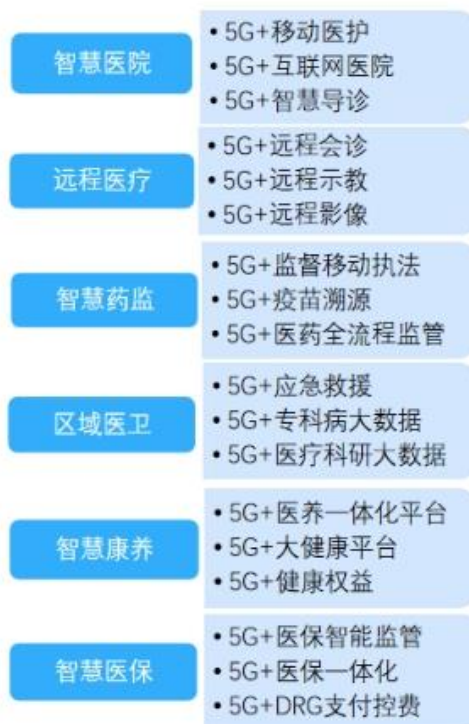 智慧医院
• 5G+移动医护
• 5G+互联网医院
• 5G+智慧导诊
远程医疗
• 5G+远程会诊
• 5G+远程示教
• 5G+远程影像
智慧药监
• 5G+监督移动执法
• 5G+疫苗溯源
• 5G+医药全流程监管
区域医卫
• 5G+应急救援
• 5G+专科病大数据
• 5G+医疗科研大数据
智慧康养
• 5G+医养一体化平台
• 5G+大健康平台
• 5G+健康权益
智慧医保
• 5G+医保智能监管
• 5G+医保一体化
• 5G+DRG支付控费